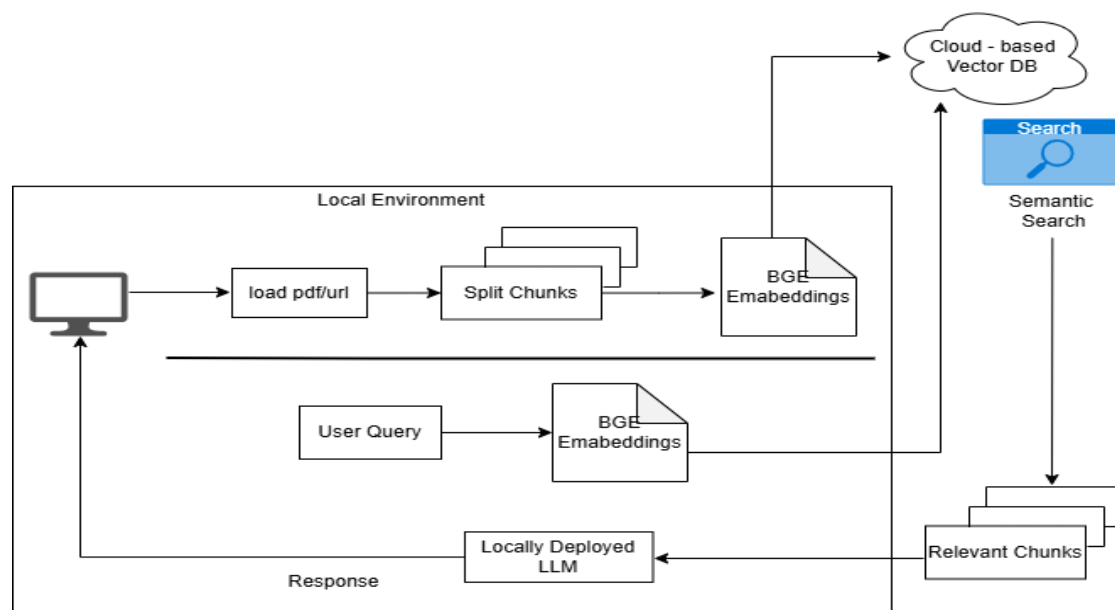 Cloud - based
Vector DB
Search
Semantic
Search
Local Environment
load pdf/url
Split Chunks
BGE
Emabeddings
User Query
BGE
Emabeddings
Relevant Chunks
Locally Deployed
LLM
Response